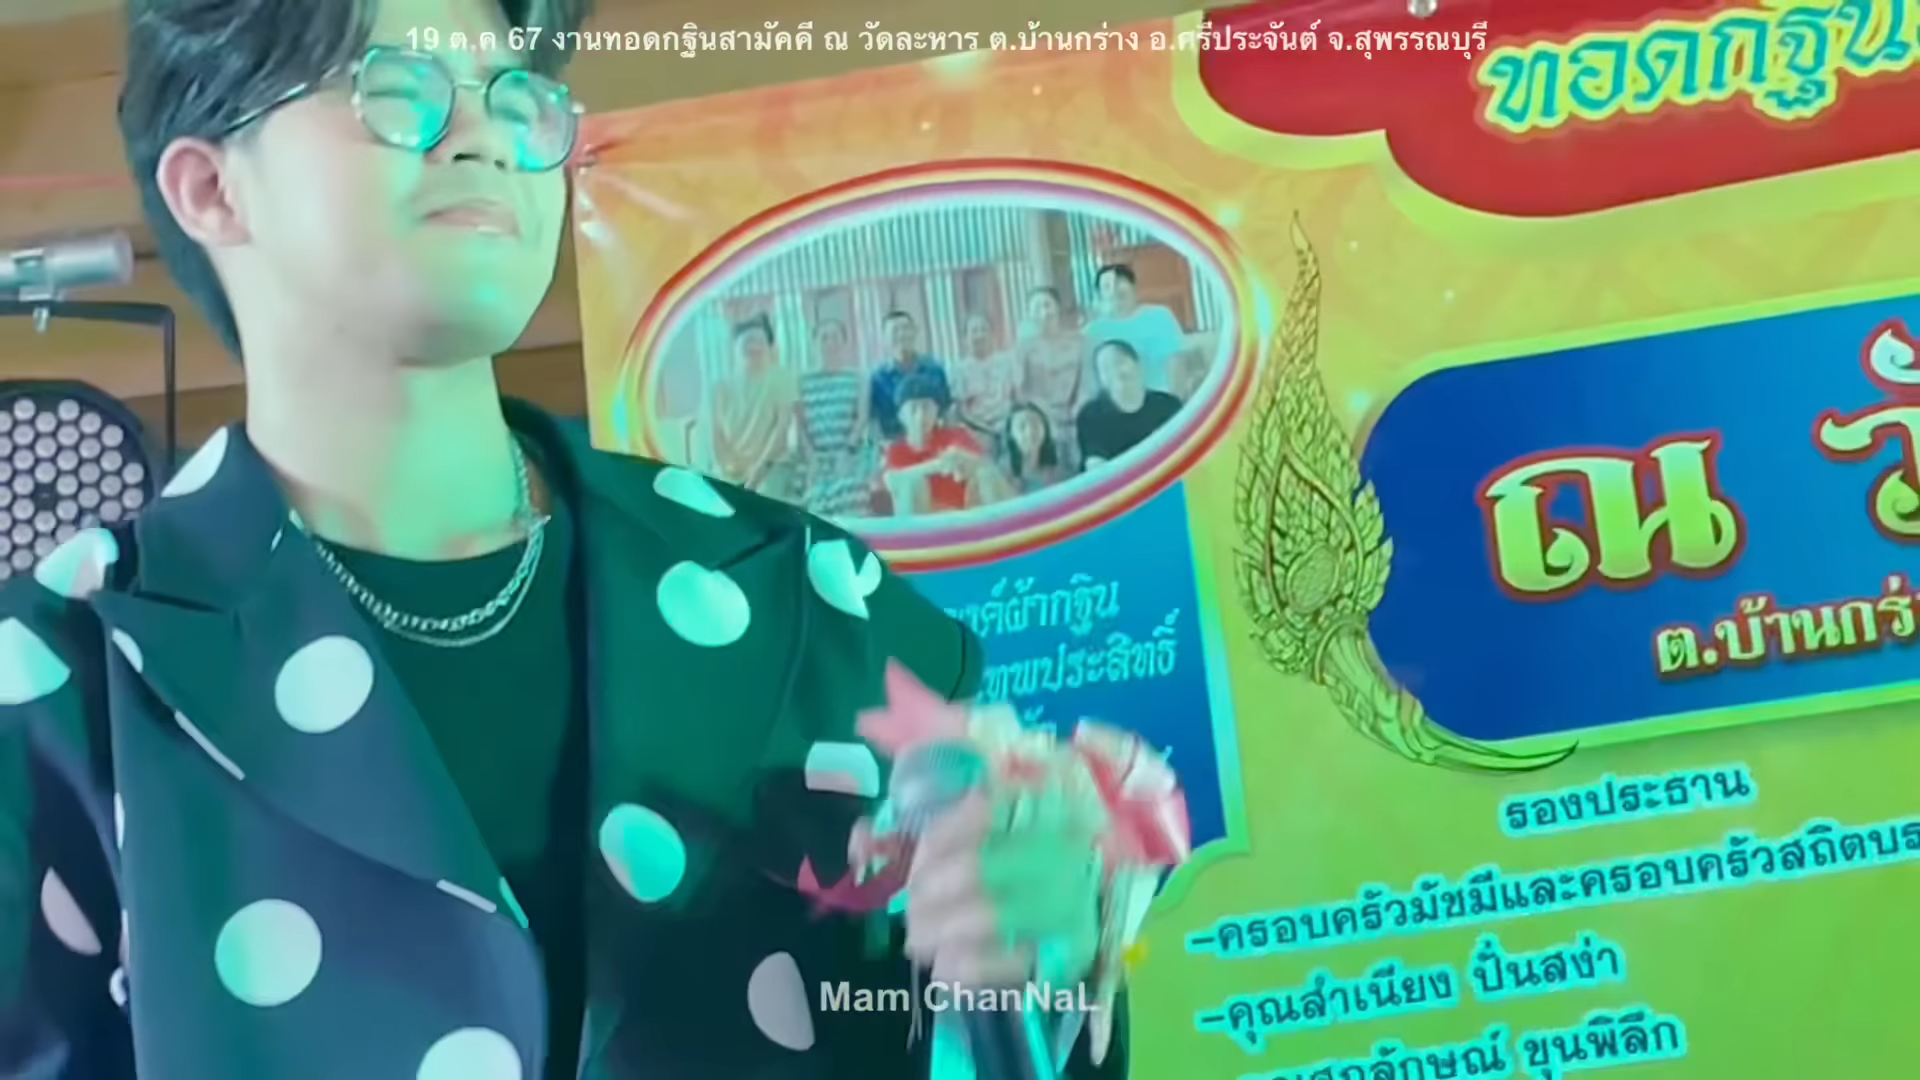 19 ต.ค 67 งานทอดกฐินสามัคคี ณ วัดละหาร ต.บ้านกร่าง อ.ศรีประจันต์ จ.สุพรรณบุรี
ทอดกฐิน
ณ วั
ต.บ้านกร่
ผ้ากฐิน
เทพประสิทธิ์
รองประธาน
-ครอบครัวมัชมีและครอบครัวสถิตบร
-คุณสำเนียง ปั่นสง่า
ขุนพิลึก
Mam ChanNaL